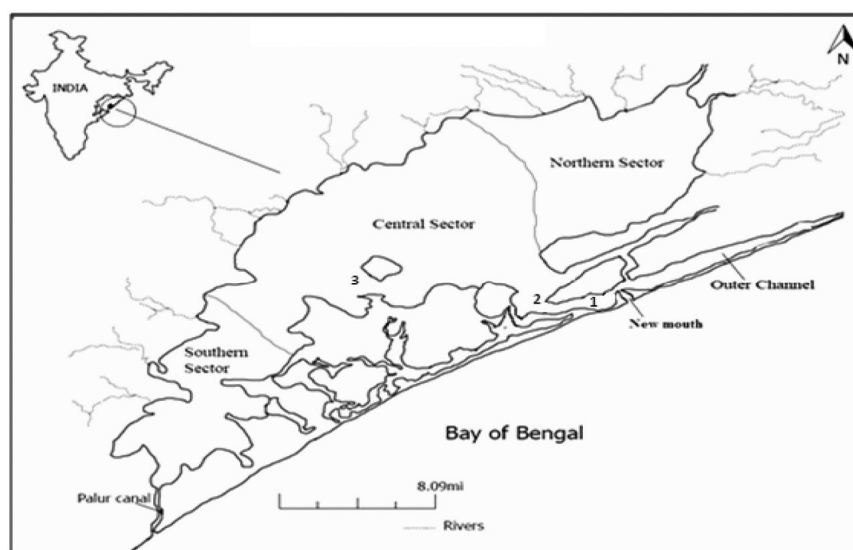 INDIA
N
Northern Sector
Central Sector
3
Outer Channel
2
1
New mouth
Southern
Sector
Bay of Bengal
8.09mi
Palur canal
Rivers